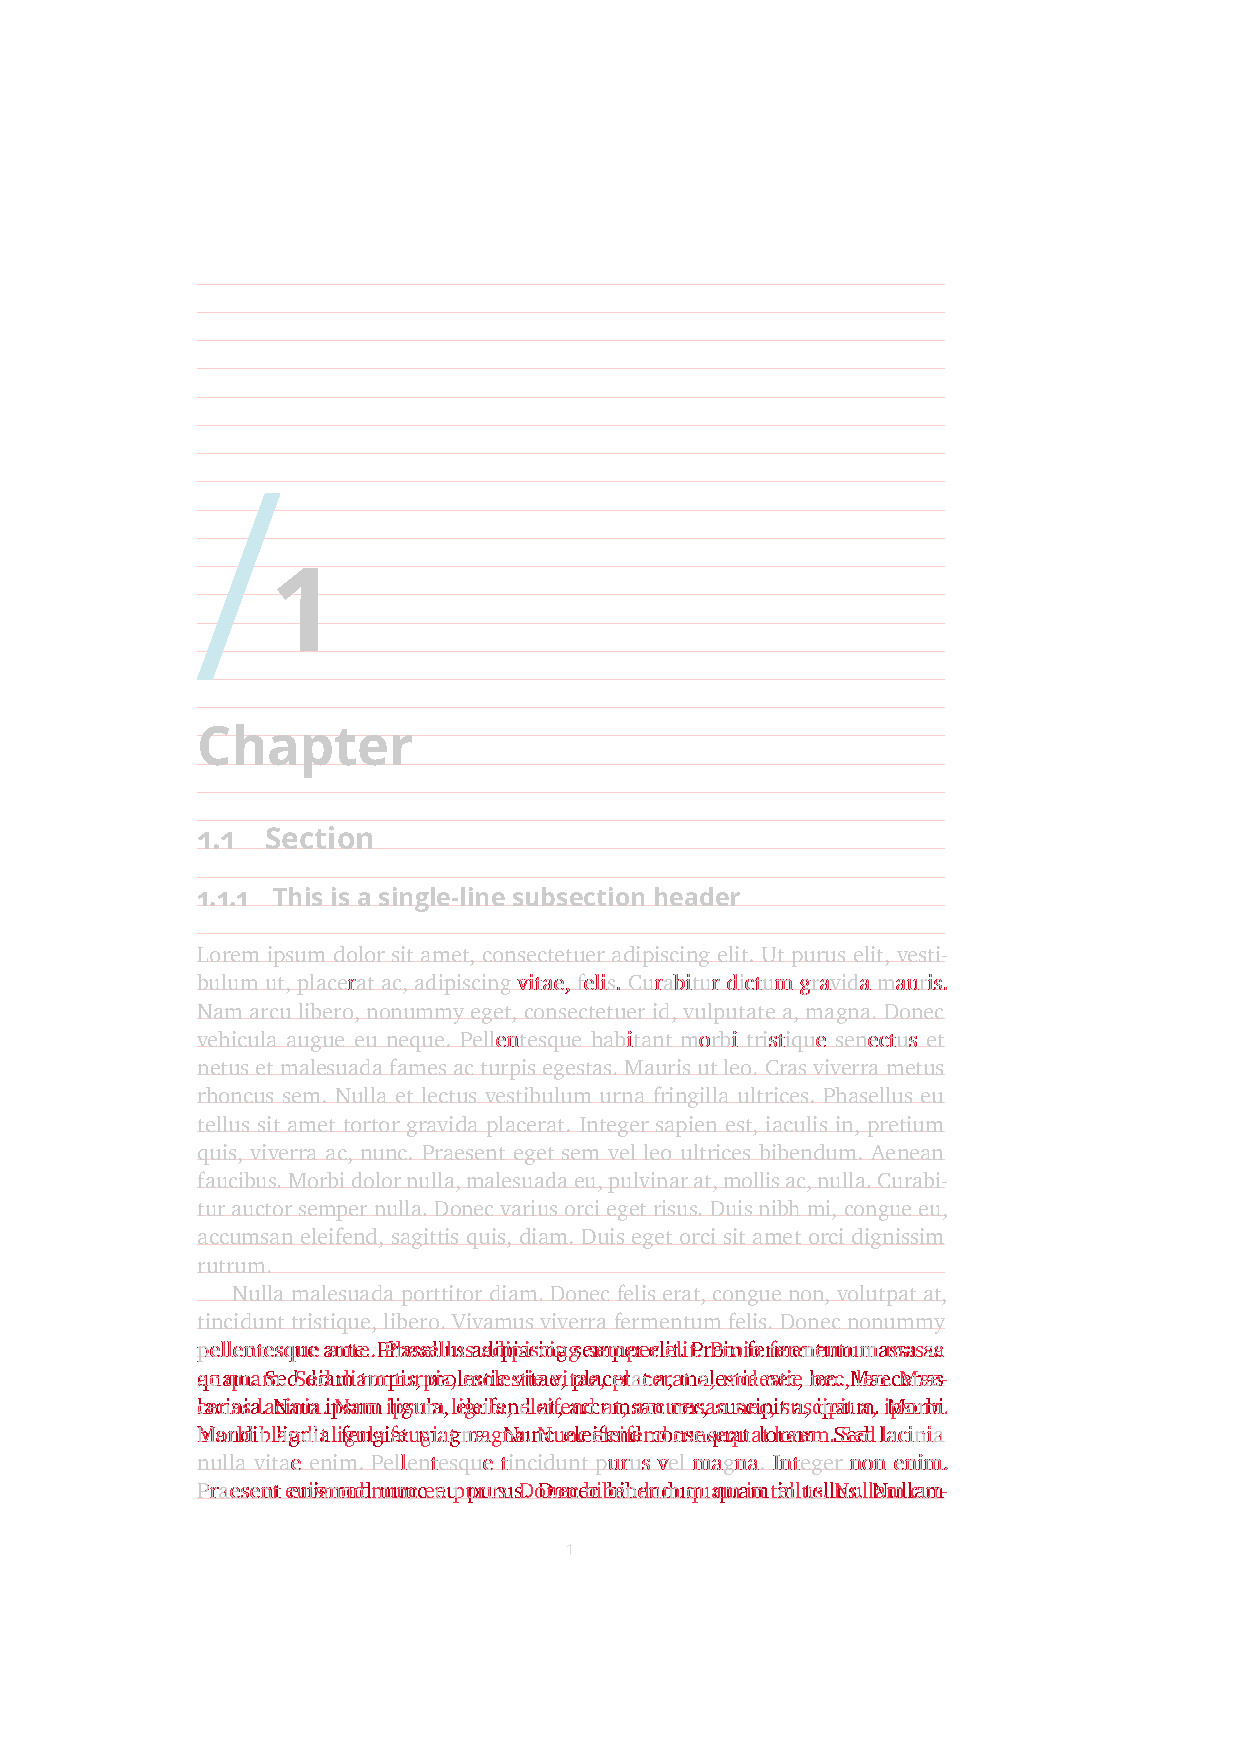 1
Chapter
1.1 Section
1.1.1 This is a single-line subsection header
Lorem ipsum dolor sit amet, consectetuer adipiscing elit. Ut purus elit, vesti-
bulum ut, placerat ac, adipiscing vitae, felis. Curabitur dictum gravida mauris.
Nam arcu libero, nonummy eget, consectetuer id, vulputate a, magna. Donec
vehicula augue eu neque. Pellentesque habitant morbi tristique senectus et
netus et malesuada fames ac turpis egestas. Mauris ut leo. Cras viverra metus
rhoncus sem. Nulla et lectus vestibulum urna fringilla ultrices. Phasellus eu
tellus sit amet tortor gravida placerat. Integer sapien est, iaculis in, pretium
quis, viverra ac, nunc. Praesent eget sem vel leo ultrices bibendum. Aenean
faucibus. Morbi dolor nulla, malesuada eu, pulvinar at, mollis ac, nulla. Curabi-
tur auctor semper nulla. Donec varius orci eget risus. Duis nibh mi, congue eu,
accumsan eleifend, sagittis quis, diam. Duis eget orci sit amet orci dignissim
rutrum.
Nulla malesuada porttitor diam. Donec felis erat, congue non, volutpat at,
tincidunt tristique, libero. Vivamus viverra fermentum felis. Donec nonummy
pellentesque ante. Phasellus adipiscing semper elit. Proin fermentum massa
quam. Sed diam turpis, molestie vitae, placerat a, molestie nec, leo.
lacinia. Nam ipsum ligula, eleifend at, accumsan nec, suscipit a, ipsum. Morbi
blandit ligula feugiat magna. Nunc eleifend consequat lorem. Sed lacinia
nulla vitae enim. Pellentesque tincidunt purus vel magna. Integer non enim.
Praesent euismod nunc eu purus. Donec bibendum quam in tellus. Nullam
1